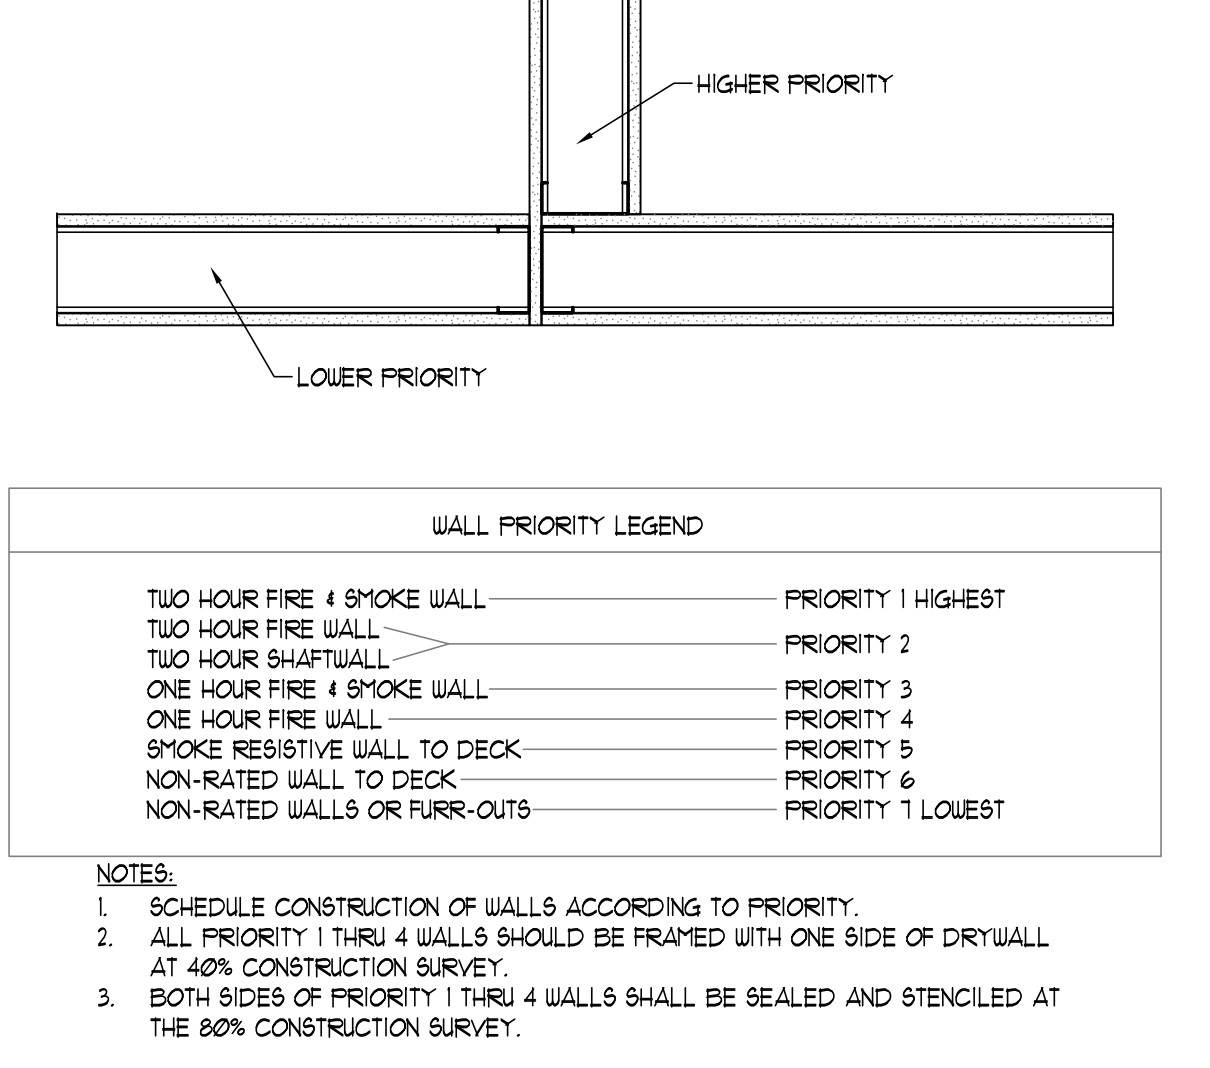 HIGHER PRIORITY
LOWER PRIORITY
WALL PRIORITY LEGEND
TWO HOUR FIRE & SMOKE WALL PRIORITY 1 HIGHEST
TWO HOUR FIRE WALL
PRIORITY 2
TWO HOUR SHAFTWALL
ONE HOUR FIRE & SMOKE WALL PRIORITY 3
ONE HOUR FIRE WALL PRIORITY 4
SMOKE RESISTIVE WALL TO DECK PRIORITY 5
NON-RATED WALL TO DECK PRIORITY 6
NON-RATED WALLS OR FURR-OUTS PRIORITY 7 LOWEST
NOTES:
1. SCHEDULE CONSTRUCTION OF WALLS ACCORDING TO PRIORITY.
2. ALL PRIORITY 1 THRU 4 WALLS SHOULD BE FRAMED WITH ONE SIDE OF DRYWALL
AT 40% CONSTRUCTION SURVEY.
3. BOTH SIDES OF PRIORITY 1 THRU 4 WALLS SHALL BE SEALED AND STENCILED AT
THE 80% CONSTRUCTION SURVEY.